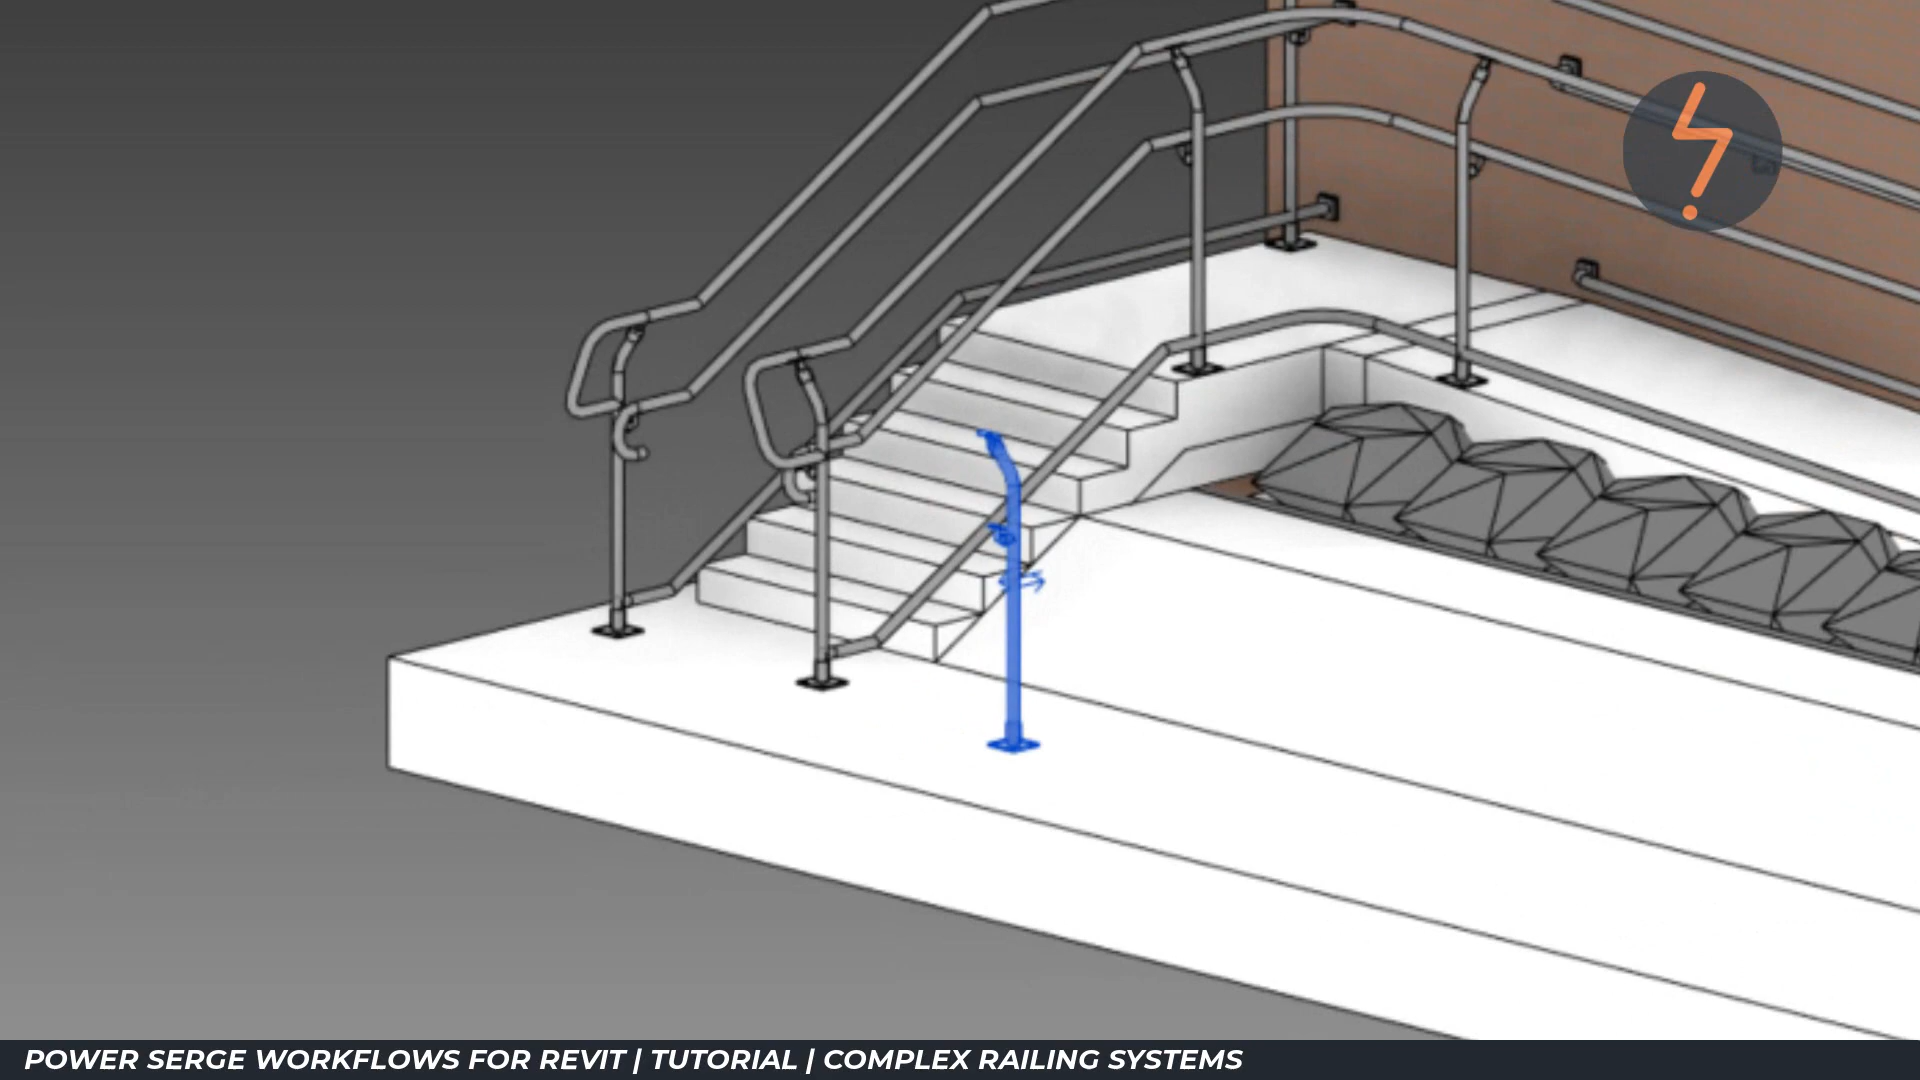 POWER SERGE WORKFLOWS FOR REVIT | TUTORIAL | COMPLEX RAILING SYSTEMS